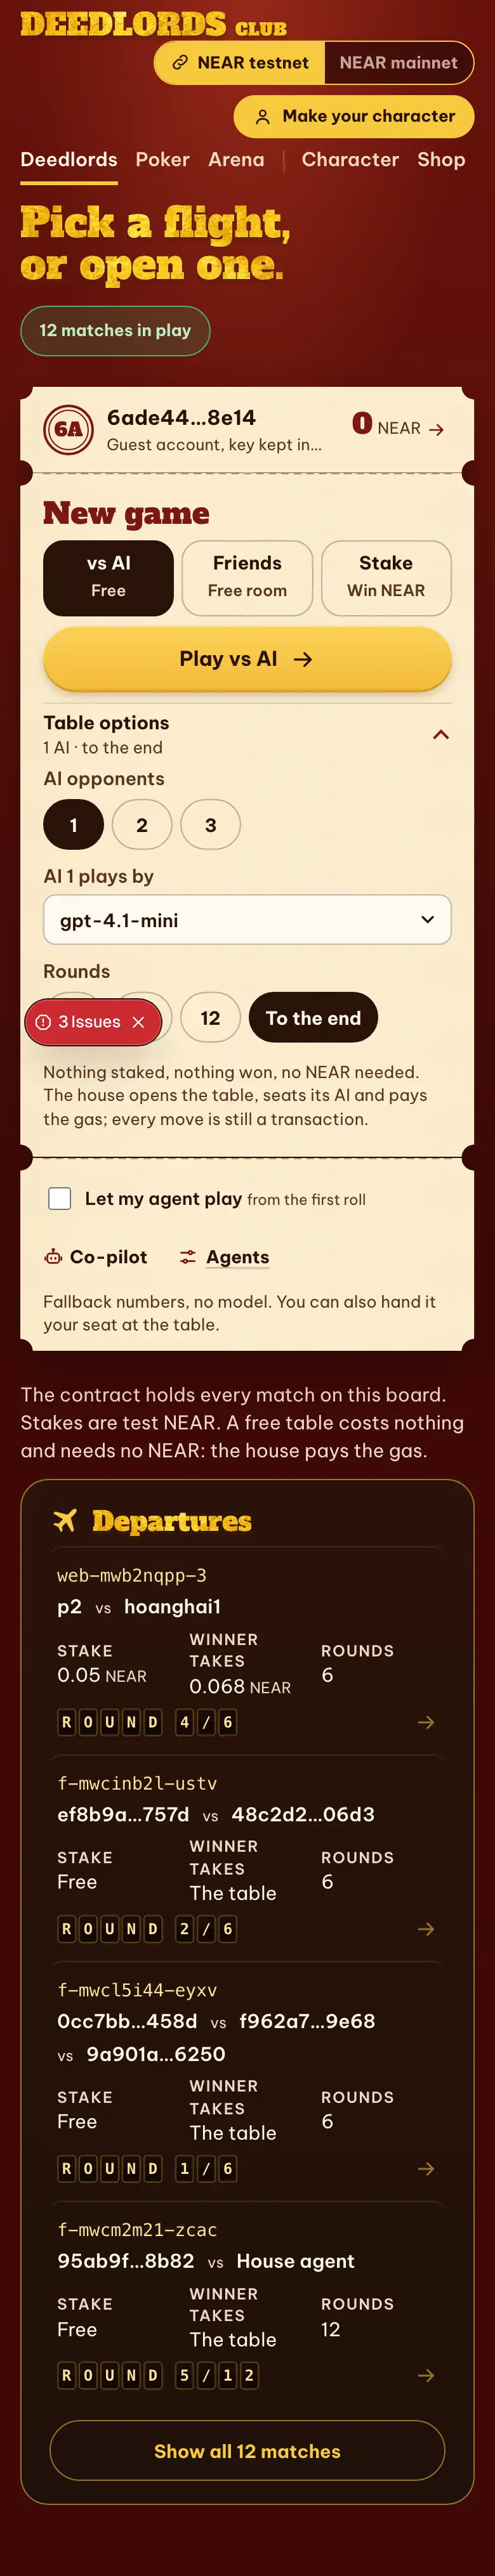 DEEDLORDS CLUB
NEAR testnet NEAR mainnet
Make your character
Deedlords Poker Arena Character Shop
Pick a flight,
or open one.
12 matches in play
6A 6ade44...8e14 0 NEAR →
Guest account, key kept in...
New game
vs AI Friends Stake
Free Free room Win NEAR
Play vs AI →
Table options
1 AI · to the end
AI opponents
1 2 3
AI 1 plays by
gpt-4.1-mini
Rounds
3 Issues 12 To the end
Nothing staked, nothing won, no NEAR needed.
The house opens the table, seats its AI and pays
the gas; every move is still a transaction.
Let my agent play from the first roll
Co-pilot Agents
Fallback numbers, no model. You can also hand it
your seat at the table.
The contract holds every match on this board.
Stakes are test NEAR. A free table costs nothing
and needs no NEAR: the house pays the gas.
Departures
web-mwb2nqpp-3
p2 vs hoanghai1
STAKE WINNER TAKES ROUNDS
0.05 NEAR 0.068 NEAR 6
ROUND 4/6 →
f-mwcinb2l-ustv
ef8b9a...757d vs 48c2d2...06d3
STAKE WINNER TAKES ROUNDS
Free The table 6
ROUND 2/6 →
f-mwcl5i44-eyxv
0cc7bb...458d vs f962a7...9e68
vs 9a901a...6250
STAKE WINNER TAKES ROUNDS
Free The table 6
ROUND 1/6 →
f-mwcm2m21-zcac
95ab9f...8b82 vs House agent
STAKE WINNER TAKES ROUNDS
Free The table 12
ROUND 5/12 →
Show all 12 matches